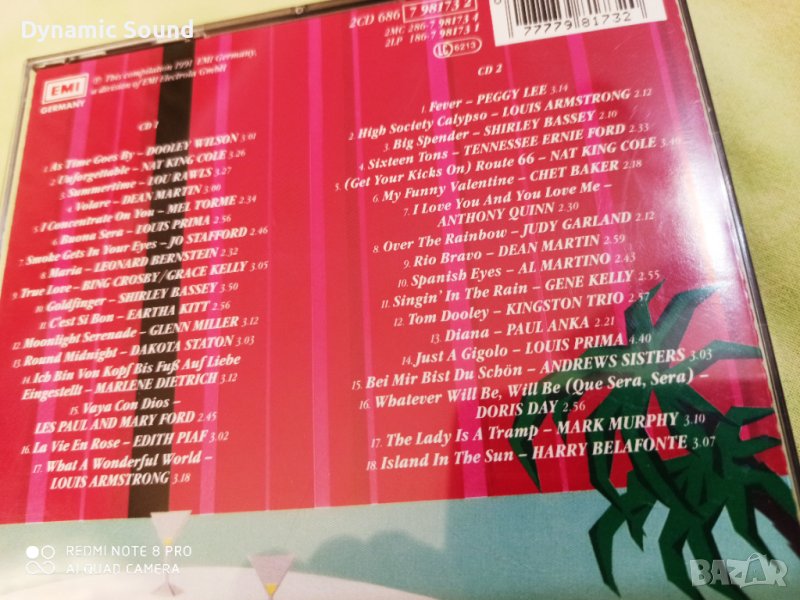 Dynamic Sound
EMI
GERMANY
℗ This compilation 1991 EMI Germany,
a division of EMI Electrola GmbH
2CD 686 7 98173 2
2MC 286-7 98173 4
2LP 186-7 98173 1
LC 6213
77779 81732
CD 1
1. As Time Goes By – DOOLEY WILSON 3.01
2. Unforgettable – NAT KING COLE 3.26
3. Summertime – LOU RAWLS 3.27
4. Volare – DEAN MARTIN 3.00
5. I Concentrate On You – MEL TORME 2.34
6. Buona Sera – LOUIS PRIMA 2.56
7. Smoke Gets In Your Eyes – JO STAFFORD 2.46
8. Maria – LEONARD BERNSTEIN 2.32
9. True Love – BING CROSBY/GRACE KELLY 3.05
10. Goldfinger – SHIRLEY BASSEY 3.50
11. C'est Si Bon – EARTHA KITT 2.56
12. Moonlight Serenade – GLENN MILLER 3.12
13. Round Midnight – DAKOTA STATON 3.03
14. Ich Bin Von Kopf Bis Fuß Auf Liebe
Eingestellt – MARLENE DIETRICH 3.12
15. Vaya Con Dios –
LES PAUL AND MARY FORD 2.45
16. La Vie En Rose – EDITH PIAF 3.02
17. What A Wonderful World –
LOUIS ARMSTRONG 3.18
CD 2
1. Fever – PEGGY LEE 3.14
2. High Society Calypso – LOUIS ARMSTRONG 2.12
3. Big Spender – SHIRLEY BASSEY 2.10
4. Sixteen Tons – TENNESSEE ERNIE FORD 2.33
5. (Get Your Kicks On) Route 66 – NAT KING COLE 3.40
6. My Funny Valentine – CHET BAKER 2.18
7. I Love You And You Love Me –
ANTHONY QUINN 2.30
8. Over The Rainbow – JUDY GARLAND 2.12
9. Rio Bravo – DEAN MARTIN 2.59
10. Spanish Eyes – AL MARTINO 2.43
11. Singin' In The Rain – GENE KELLY 2.55
12. Tom Dooley – KINGSTON TRIO 2.57
13. Diana – PAUL ANKA 2.21
14. Just A Gigolo – LOUIS PRIMA 4.40
15. Bei Mir Bist Du Schön – ANDREWS SISTERS 3.03
16. Whatever Will Be, Will Be (Que Sera, Sera) –
DORIS DAY 2.56
17. The Lady Is A Tramp – MARK MURPHY 3.19
18. Island In The Sun – HARRY BELAFONTE 3.07
REDMI NOTE 8 PRO
AI QUAD CAMERA
BAZAR